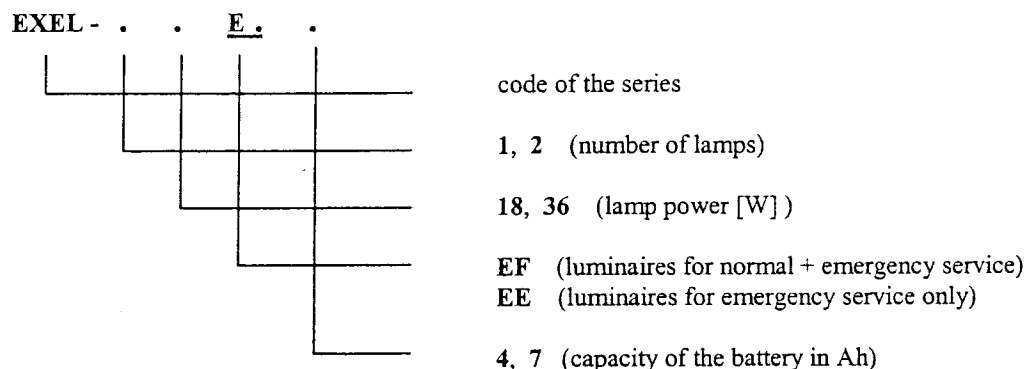 EXEL - . . E . .
code of the series
1, 2 (number of lamps)
18, 36 (lamp power [W] )
EF (luminaires for normal + emergency service)
EE (luminaires for emergency service only)
4, 7 (capacity of the battery in Ah)